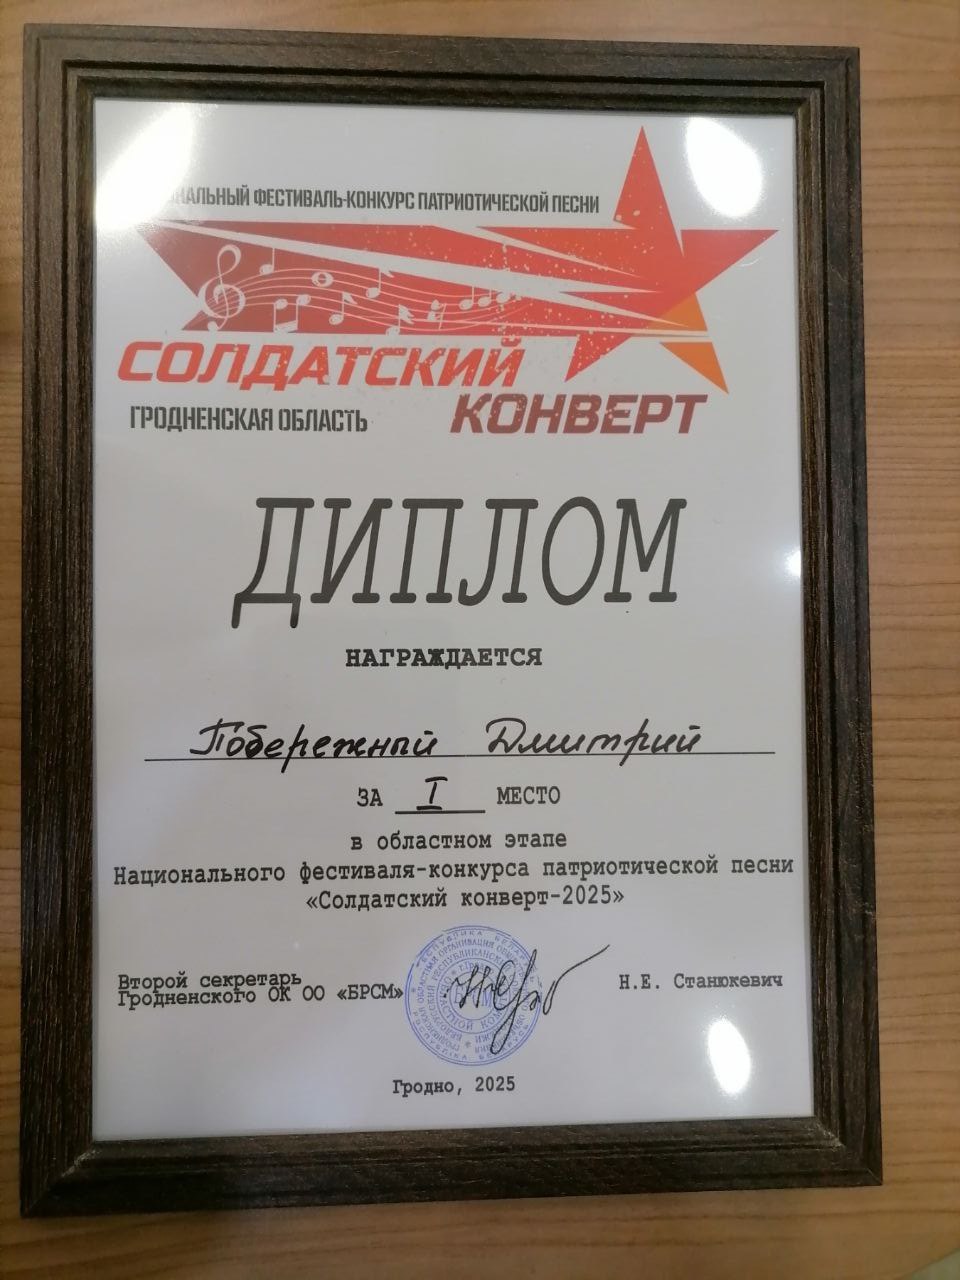 ФЕСТИВАЛЬ-КОНКУРС ПАТРИОТИЧЕСКОЙ ПЕСНИ
СОЛДАТСКИЙ
КОНВЕРТ
ГРОДНЕНСКАЯ ОБЛАСТЬ
ДИПЛОМ
НАГРАЖДАЕТСЯ
Побережный Дмитрий
ЗА I МЕСТО
в областном этапе
Национального фестиваля-конкурса патриотической песни
«Солдатский конверт-2025»
Второй секретарь
Гродненского ОК ОО «БРСМ»
Н.Е. Станюкевич
Гродно, 2025